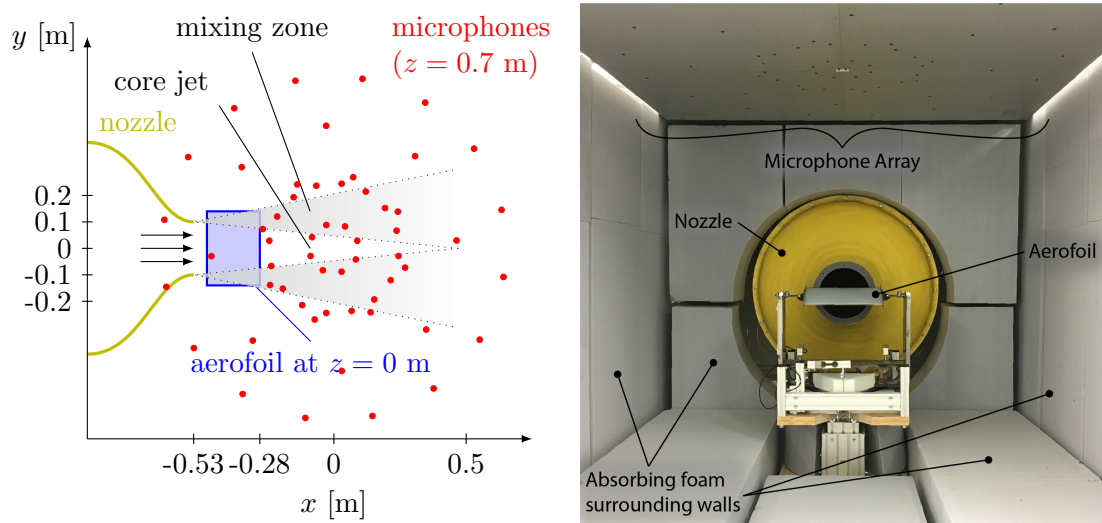 y [m]
mixing zone
microphones
(z = 0.7 m)
core jet
nozzle
0.2
0.1
0
-0.1
-0.2
aerofoil at z = 0 m
-0.53
-0.28
0
0.5
x [m]
Microphone Array
Nozzle
Aerofoil
Absorbing foam
surrounding walls